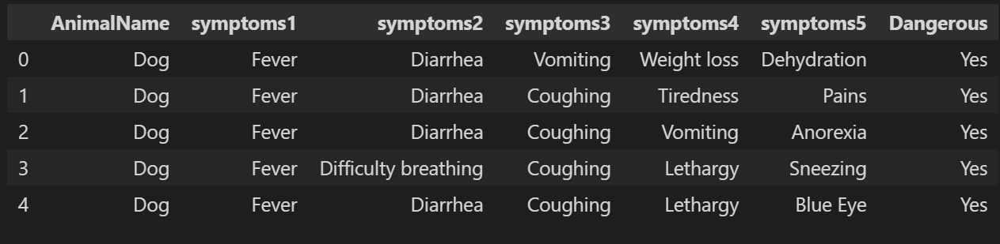 AnimalName symptoms1 symptoms2 symptoms3 symptoms4 symptoms5 Dangerous
0 Dog Fever Diarrhea Vomiting Weight loss Dehydration Yes
1 Dog Fever Diarrhea Coughing Tiredness Pains Yes
2 Dog Fever Diarrhea Coughing Vomiting Anorexia Yes
3 Dog Fever Difficulty breathing Coughing Lethargy Sneezing Yes
4 Dog Fever Diarrhea Coughing Lethargy Blue Eye Yes